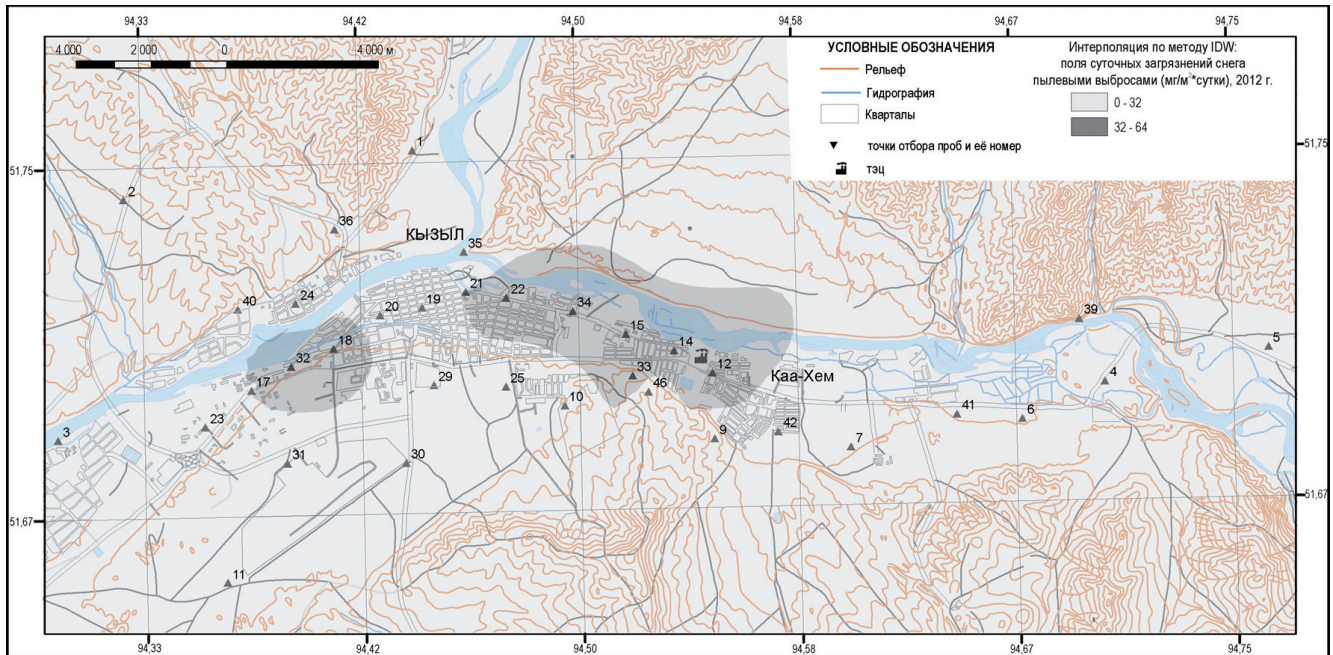 94,33 94,42 94,50 94,58 94,67 94,75
4 000 2 000 0 4 000 м
УСЛОВНЫЕ ОБОЗНАЧЕНИЯ
Рельеф
Гидрография
Кварталы
точки отбора проб и её номер
тэц
Интерполяция по методу IDW:
поля суточных загрязнений снега
пылевыми выбросами (мг/м²*сутки), 2012 г.
0 - 32
32 - 64
51,75
51,75
1
2
36
КЫЗЫЛ
35
40
24
21
22
20
19
34
39
15
5
18
14
32
12
33
Каа-Хем
17
29
25
46
4
10
41
6
3
23
9
42
7
31
30
51,67
51,67
11
94,33 94,42 94,50 94,58 94,67 94,75